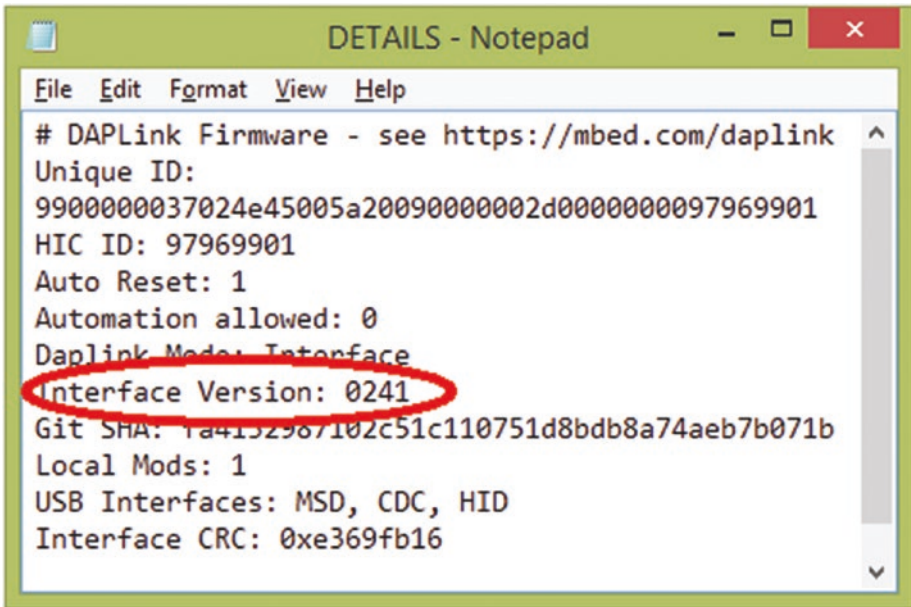 DETAILS - Notepad
File Edit Format View Help
# DAPLink Firmware - see https://mbed.com/daplink
Unique ID:
9900000037024e45005a20090000002d0000000097969901
HIC ID: 97969901
Auto Reset: 1
Automation allowed: 0
Daplink Mode: Interface
Interface Version: 0241
Git SHA: fa4132987102c51c110751d8bdb8a74aeb7b071b
Local Mods: 1
USB Interfaces: MSD, CDC, HID
Interface CRC: 0xe369fb16